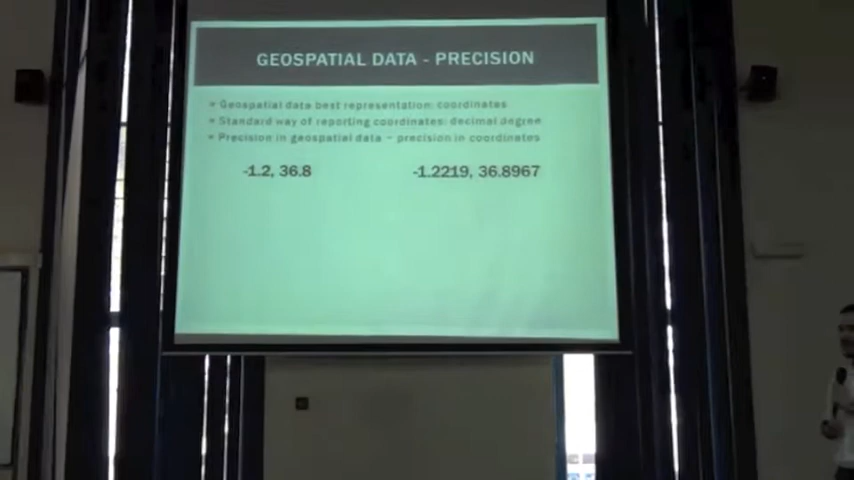 GEOSPATIAL DATA - PRECISION
Geospatial data best representation: coordinates
Standard way of reporting coordinates: decimal degree
Precision in geospatial data ~ precision in coordinates
-1.2, 36.8
-1.2219, 36.8967